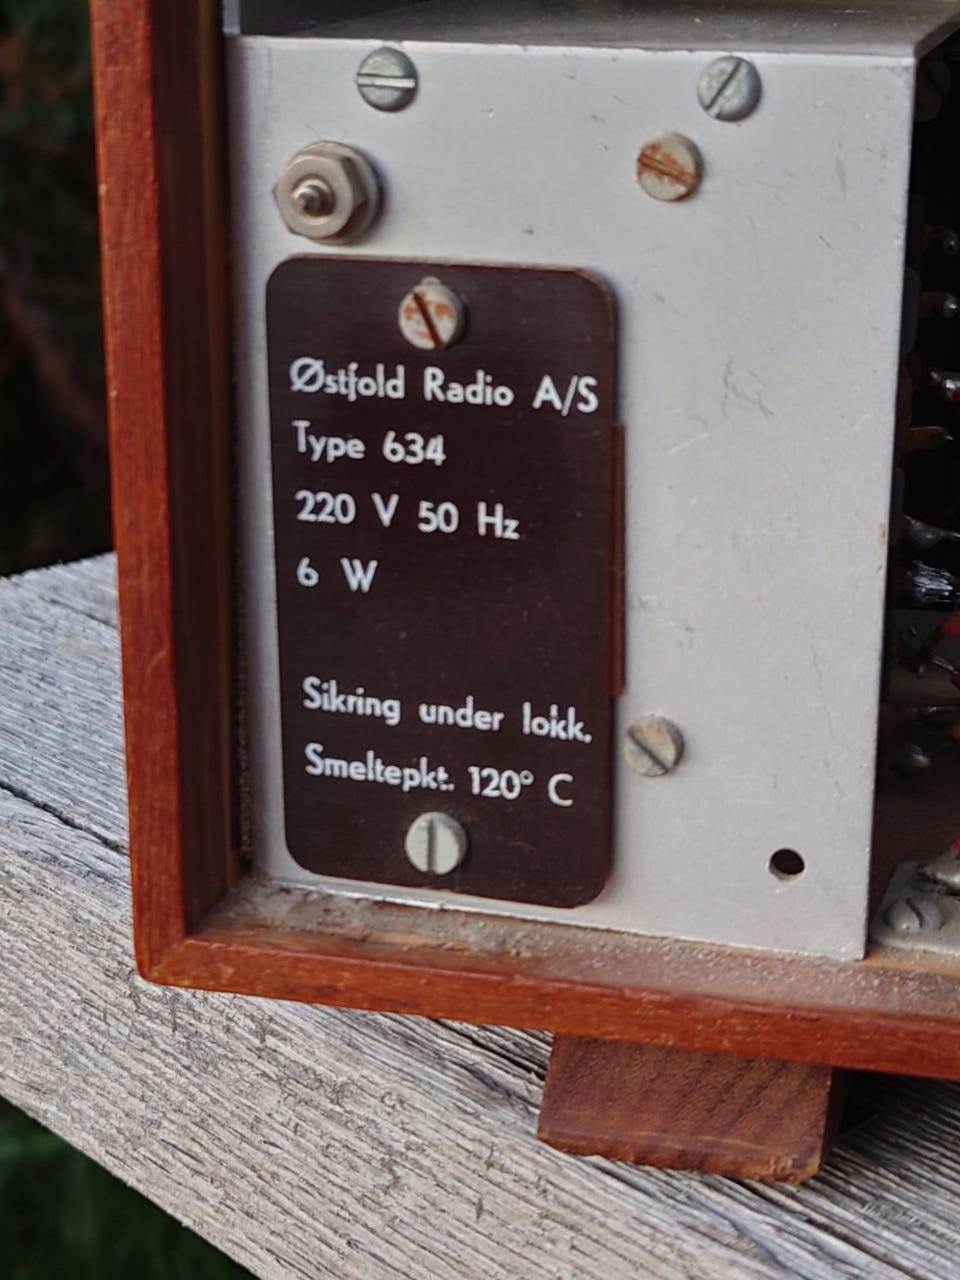 Østfold Radio A/S
Type 634
220 V 50 Hz
6 W
Sikring under lokk.
Smeltepkt. 120° C